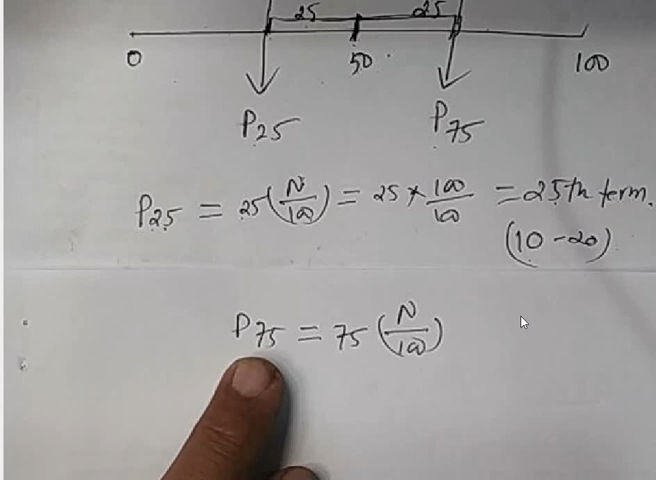 25 25
0 50 100
P25 P75
P25 = 25(N/100) = 25 * 100/100 = 25th term.
(10-20)
P75 = 75(N/100)